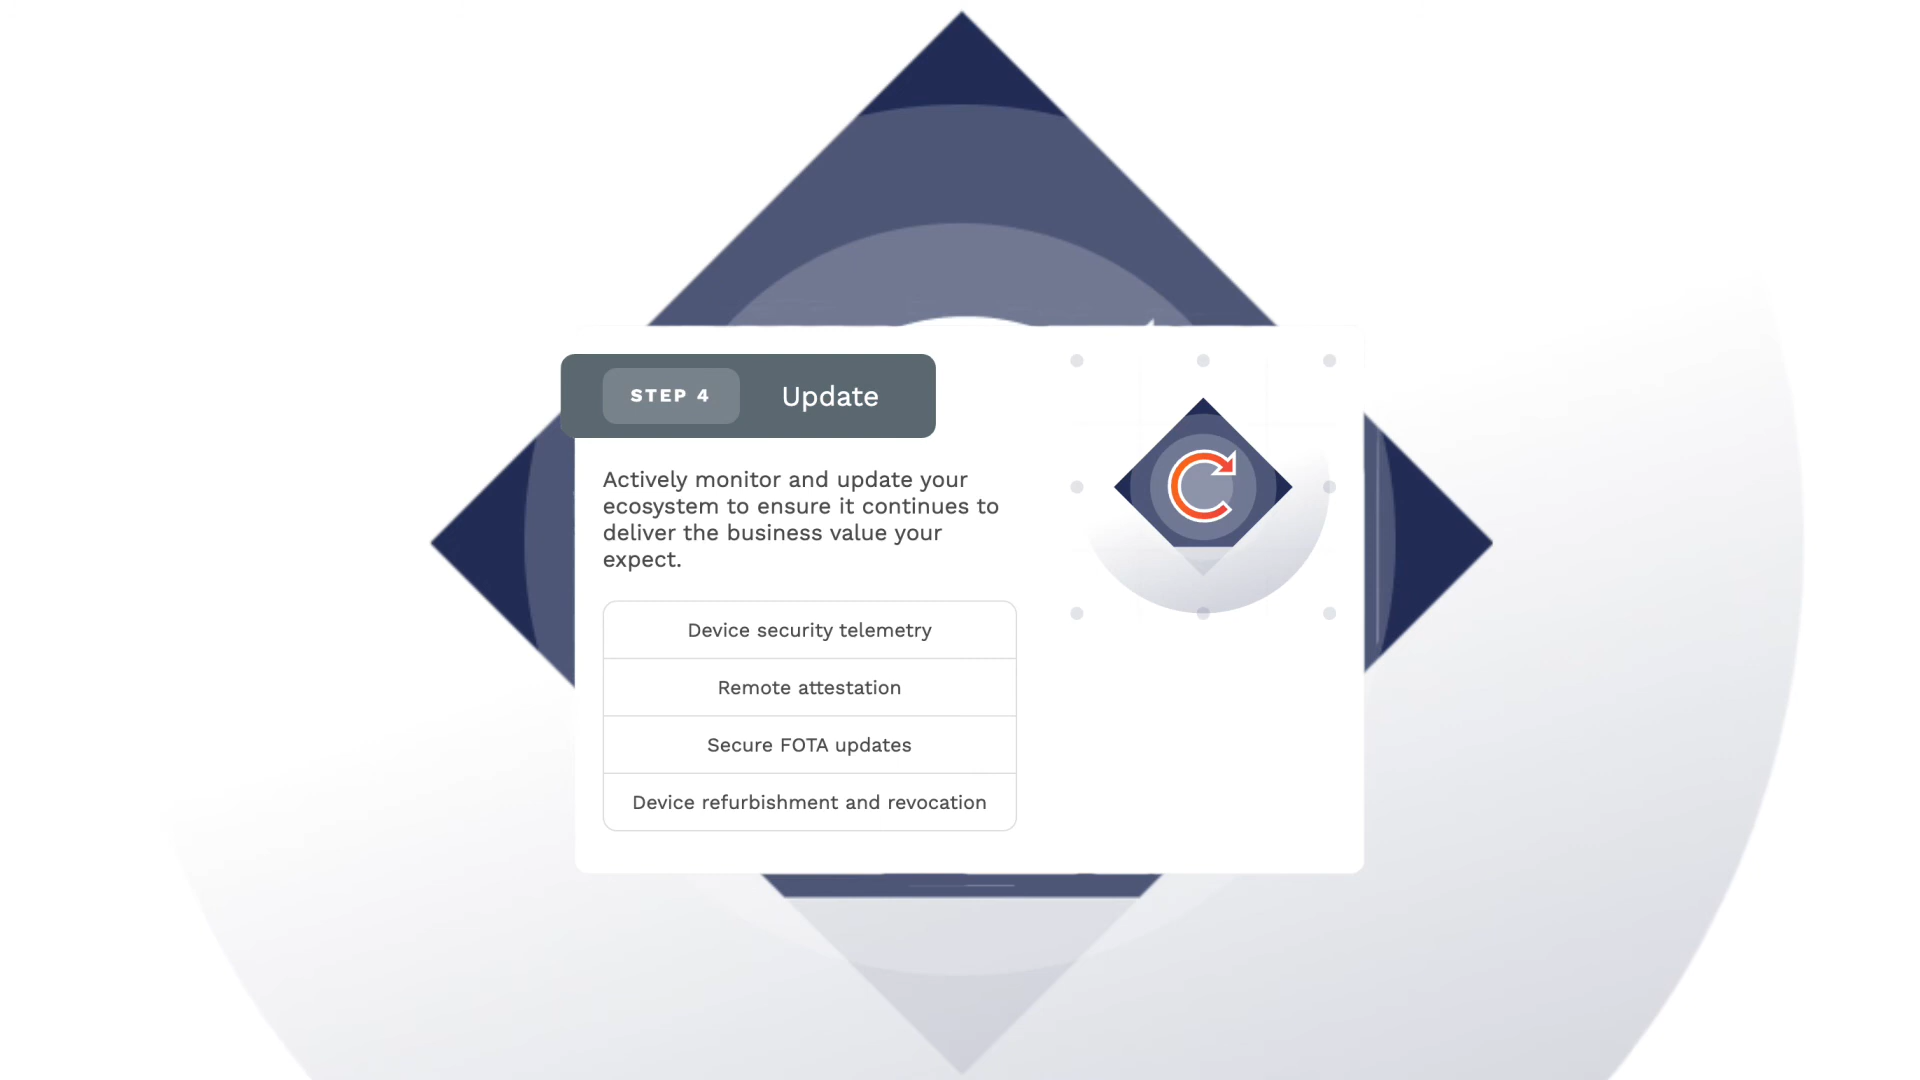 STEP 4 Update
Actively monitor and update your
ecosystem to ensure it continues to
deliver the business value your
expect.
Device security telemetry
Remote attestation
Secure FOTA updates
Device refurbishment and revocation